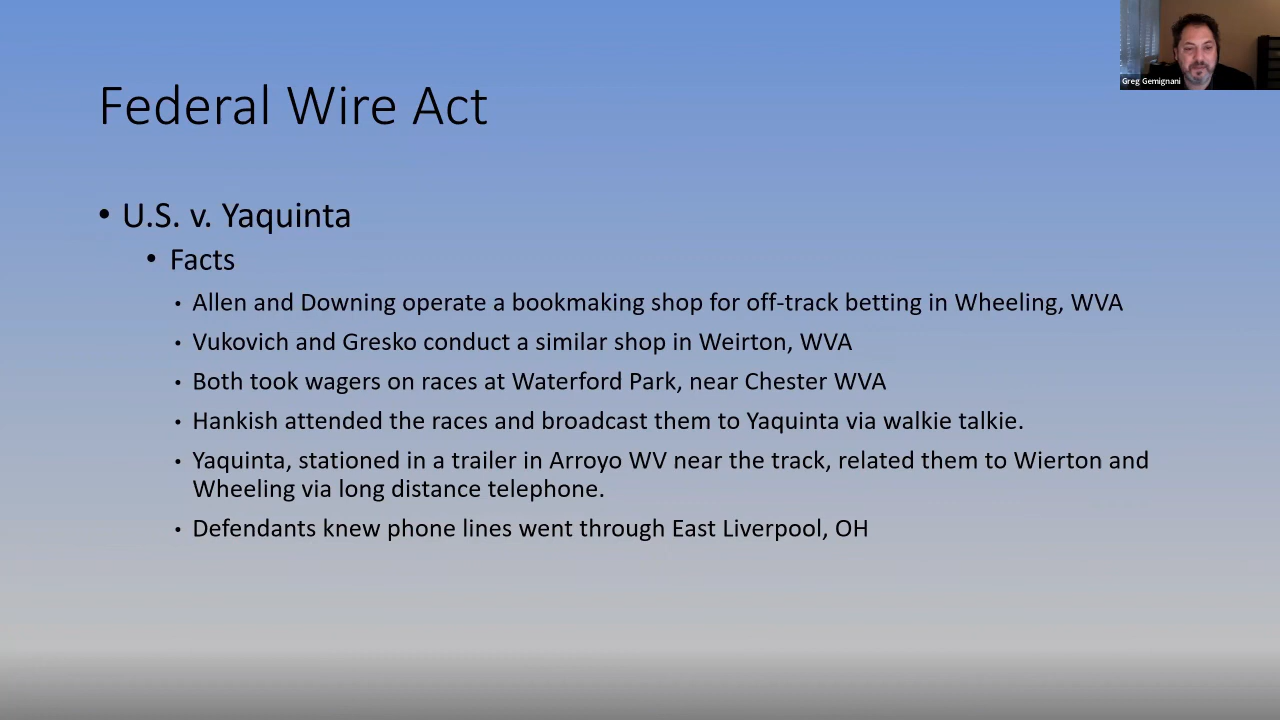 Greg Gemignani
Federal Wire Act
• U.S. v. Yaquinta
• Facts
• Allen and Downing operate a bookmaking shop for off-track betting in Wheeling, WVA
• Vukovich and Gresko conduct a similar shop in Weirton, WVA
• Both took wagers on races at Waterford Park, near Chester WVA
• Hankish attended the races and broadcast them to Yaquinta via walkie talkie.
• Yaquinta, stationed in a trailer in Arroyo WV near the track, related them to Wierton and
Wheeling via long distance telephone.
• Defendants knew phone lines went through East Liverpool, OH